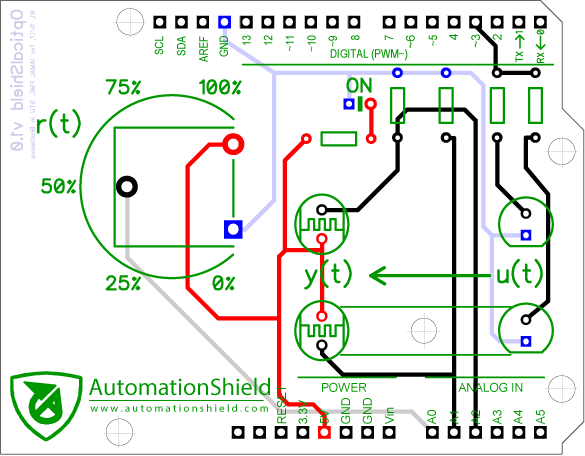 OpticalShield v1.0
SCL SDA AREF GND 13 12 ~11 ~10 ~9 8 7 ~6 ~5 4 ~3 2 TX→1 RX←0
DIGITAL (PWM~)
ON
75% 100%
r(t)
50%
25% 0%
y(t) u(t)
AutomationShield
www.automationshield.com
POWER ANALOG IN
RESET 3.3V 5V GND GND Vin A0 A1 A2 A3 A4 A5